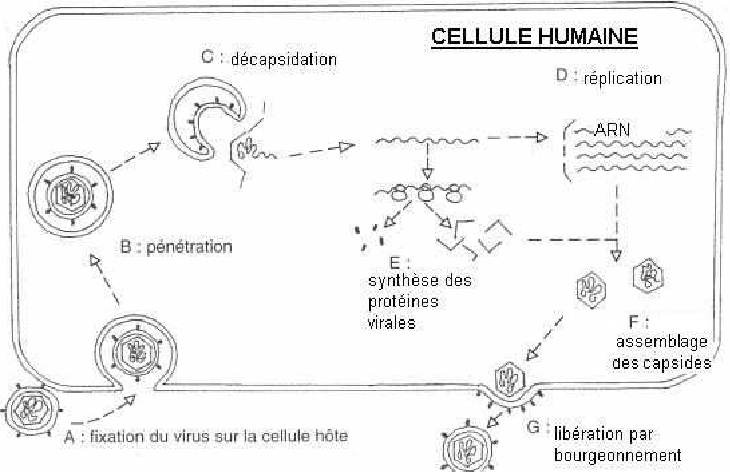 CELLULE HUMAINE
C : décapsidation
D : réplication
ARN
B : pénétration
E :
synthèse des
protéines
virales
F :
assemblage
des capsides
A : fixation du virus sur la cellule hôte
G : libération par
bourgeonnement